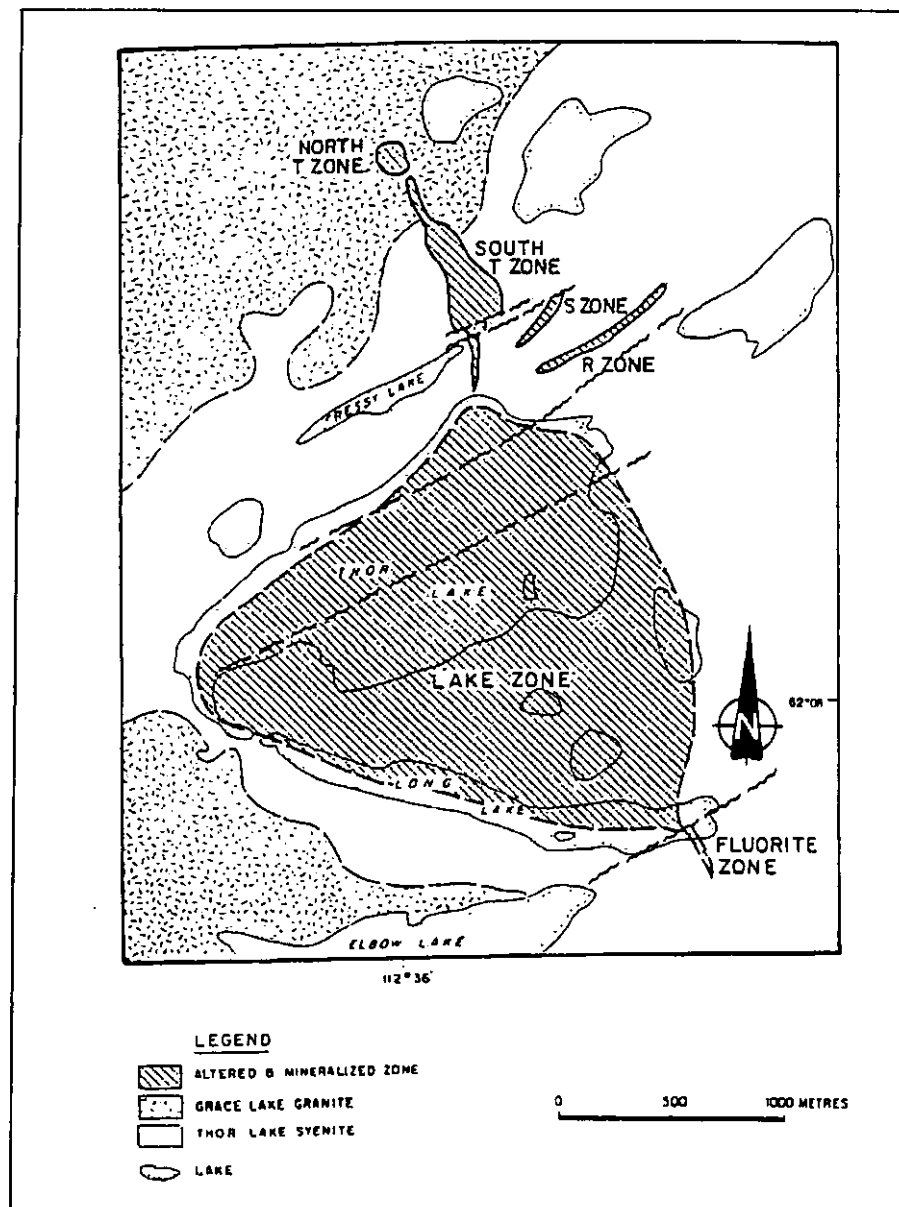 NORTH
T ZONE
SOUTH
T ZONE
S ZONE
R ZONE
CRESSY LAKE
THOR
LAKE
LAKE ZONE
62°08'
N
LONG
LAKE
FLUORITE
ZONE
ELBOW LAKE
112°36'
LEGEND
ALTERED & MINERALIZED ZONE
GRACE LAKE GRANITE
THOR LAKE SYENITE
LAKE
0 500 1000 METRES